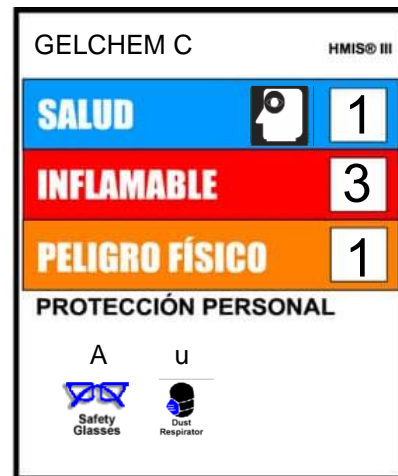 GELCHEM C HMIS® III
SALUD 1
INFLAMABLE 3
PELIGRO FÍSICO 1
PROTECCIÓN PERSONAL
A u
Safety Glasses
Dust Respirator